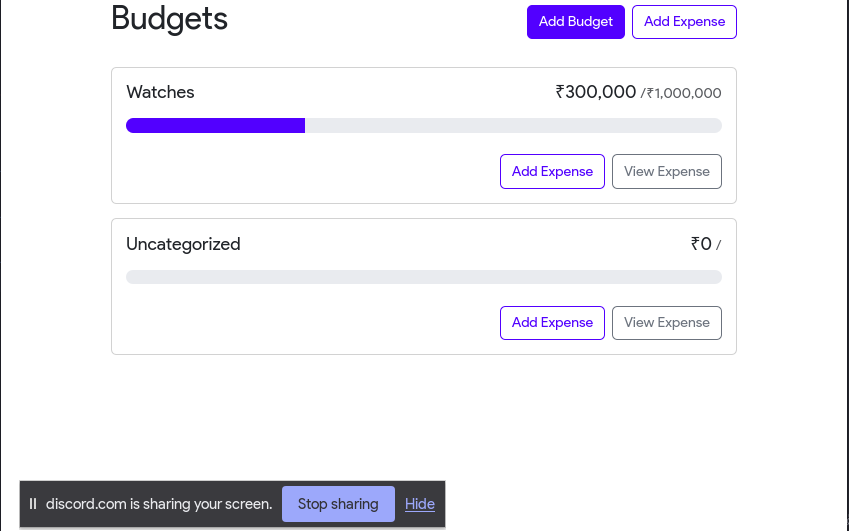 Budgets
Add Budget
Add Expense
Watches
₹300,000 /₹1,000,000
Add Expense
View Expense
Uncategorized
₹0 /
Add Expense
View Expense
discord.com is sharing your screen.
Stop sharing
Hide